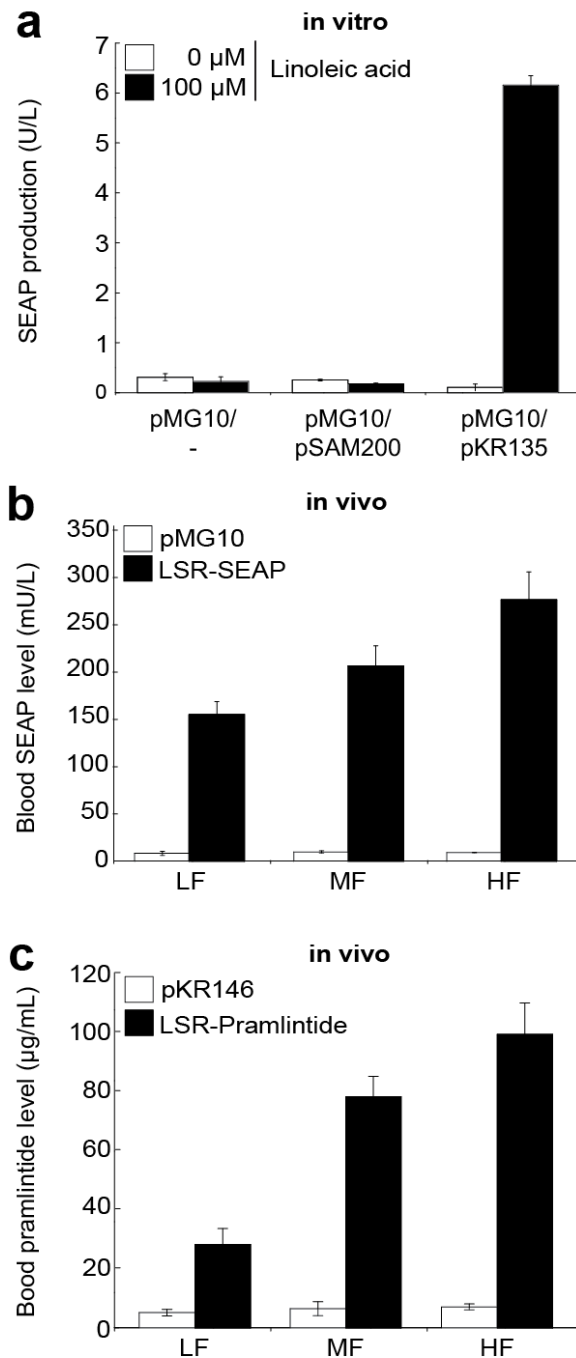 a
in vitro
0 µM
100 µM
Linoleic acid
SEAP production (U/L)
7
6
5
4
3
2
1
0
pMG10/
-
pMG10/
pSAM200
pMG10/
pKR135
b
in vivo
pMG10
LSR-SEAP
Blood SEAP level (mU/L)
350
300
250
200
150
100
50
0
LF
MF
HF
c
in vivo
pKR146
LSR-Pramlintide
Bood pramlintide level (µg/mL)
120
100
80
60
40
20
0
LF
MF
HF